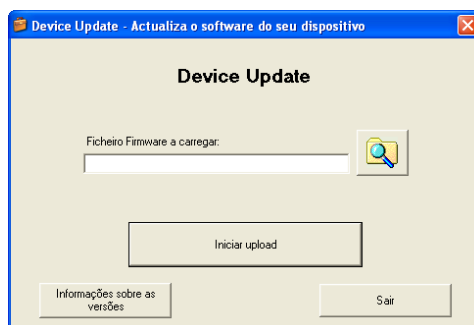 Device Update - Actualiza o software do seu dispositivo
Device Update
Ficheiro Firmware a carregar:
Iniciar upload
Informações sobre as
versões
Sair